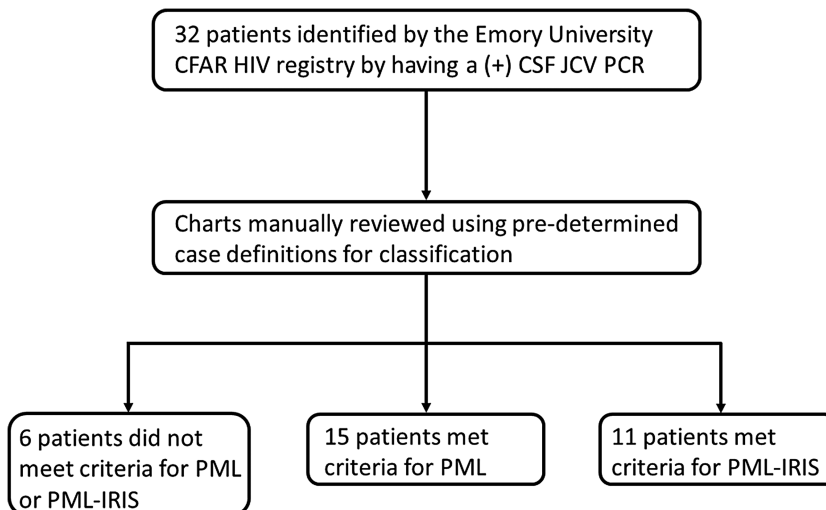 32 patients identified by the Emory University
CFAR HIV registry by having a (+) CSF JCV PCR
Charts manually reviewed using pre-determined
case definitions for classification
6 patients did not
meet criteria for PML
or PML-IRIS
15 patients met
criteria for PML
11 patients met
criteria for PML-IRIS